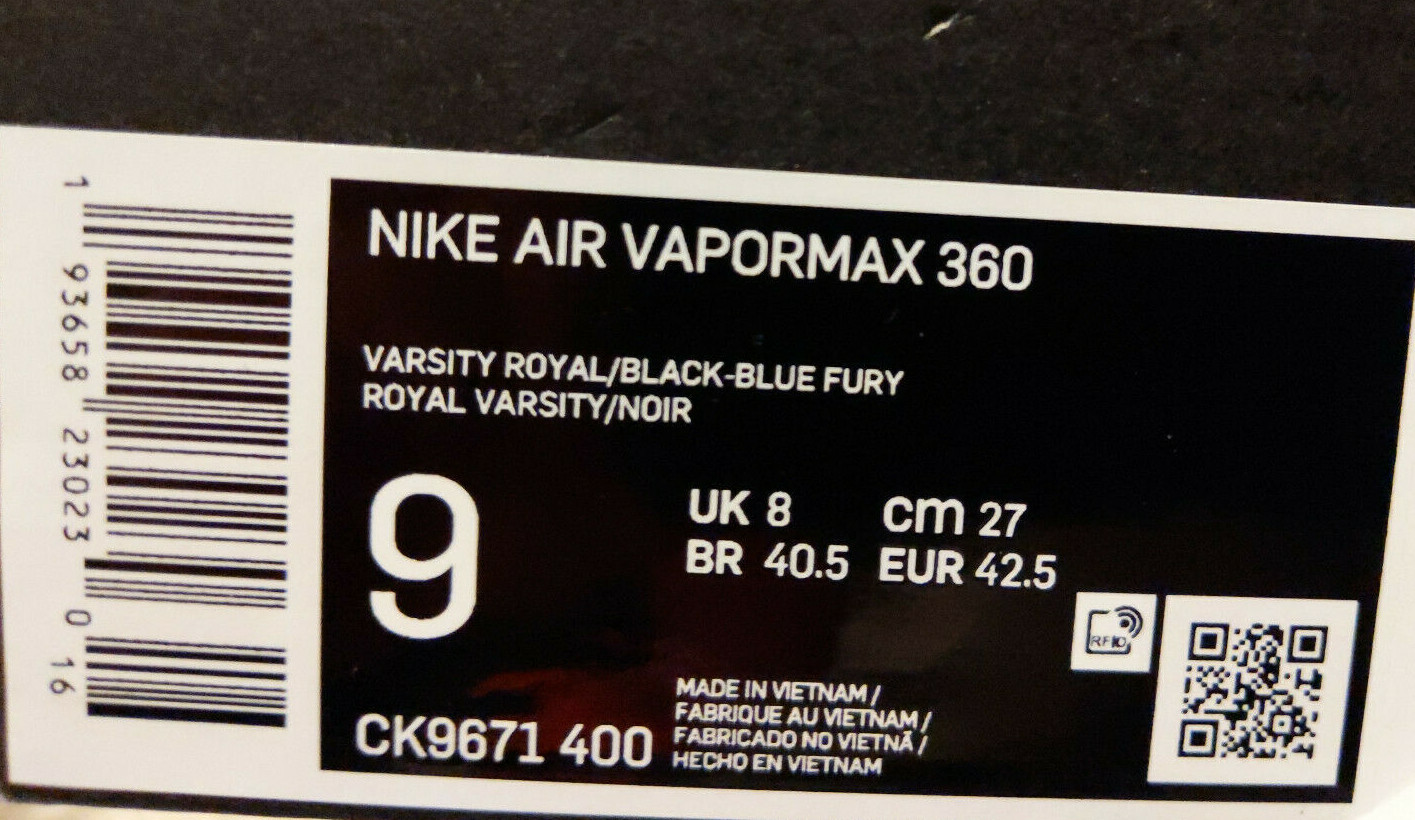 NIKE AIR VAPORMAX 360
VARSITY ROYAL/BLACK-BLUE FURY
ROYAL VARSITY/NOIR
9
UK 8 cm 27
BR 40.5 EUR 42.5
RFID
MADE IN VIETNAM /
FABRIQUE AU VIETNAM /
FABRICADO NO VIETNÃ /
HECHO EN VIETNAM
CK9671 400
1 93658 23023 0 16